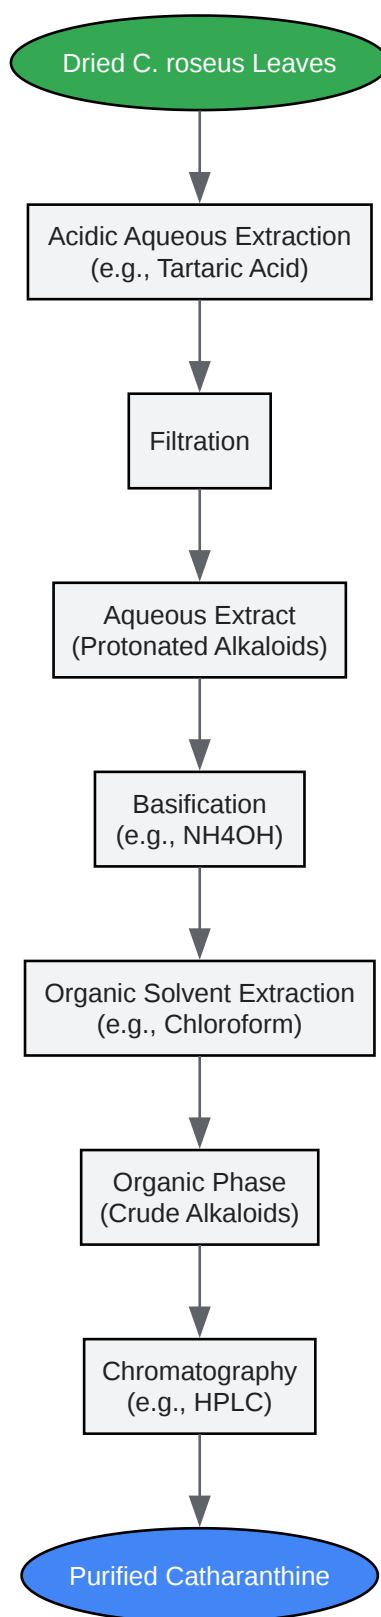 Dried C. roseus Leaves
Acidic Aqueous Extraction
(e.g., Tartaric Acid)
Filtration
Aqueous Extract
(Protonated Alkaloids)
Basification
(e.g., NH4OH)
Organic Solvent Extraction
(e.g., Chloroform)
Organic Phase
(Crude Alkaloids)
Chromatography
(e.g., HPLC)
Purified Catharanthine